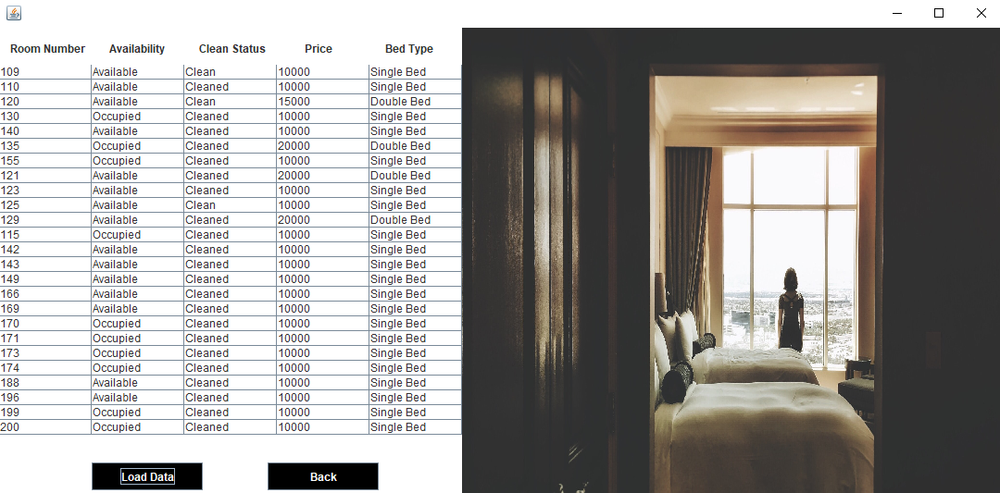 Room Number Availability Clean Status Price Bed Type
109 Available Clean 10000 Single Bed
110 Available Cleaned 10000 Single Bed
120 Available Clean 15000 Double Bed
130 Occupied Cleaned 10000 Single Bed
140 Available Cleaned 10000 Single Bed
135 Occupied Cleaned 20000 Double Bed
155 Occupied Cleaned 10000 Single Bed
121 Available Cleaned 20000 Double Bed
123 Available Cleaned 10000 Single Bed
125 Available Clean 10000 Single Bed
129 Available Cleaned 20000 Double Bed
115 Occupied Cleaned 10000 Single Bed
142 Available Cleaned 10000 Single Bed
143 Available Cleaned 10000 Single Bed
149 Available Cleaned 10000 Single Bed
166 Available Cleaned 10000 Single Bed
169 Available Cleaned 10000 Single Bed
170 Occupied Cleaned 10000 Single Bed
171 Occupied Cleaned 10000 Single Bed
173 Occupied Cleaned 10000 Single Bed
174 Occupied Cleaned 10000 Single Bed
188 Available Cleaned 10000 Single Bed
196 Available Cleaned 10000 Single Bed
199 Occupied Cleaned 10000 Single Bed
200 Occupied Cleaned 10000 Single Bed
Load Data Back